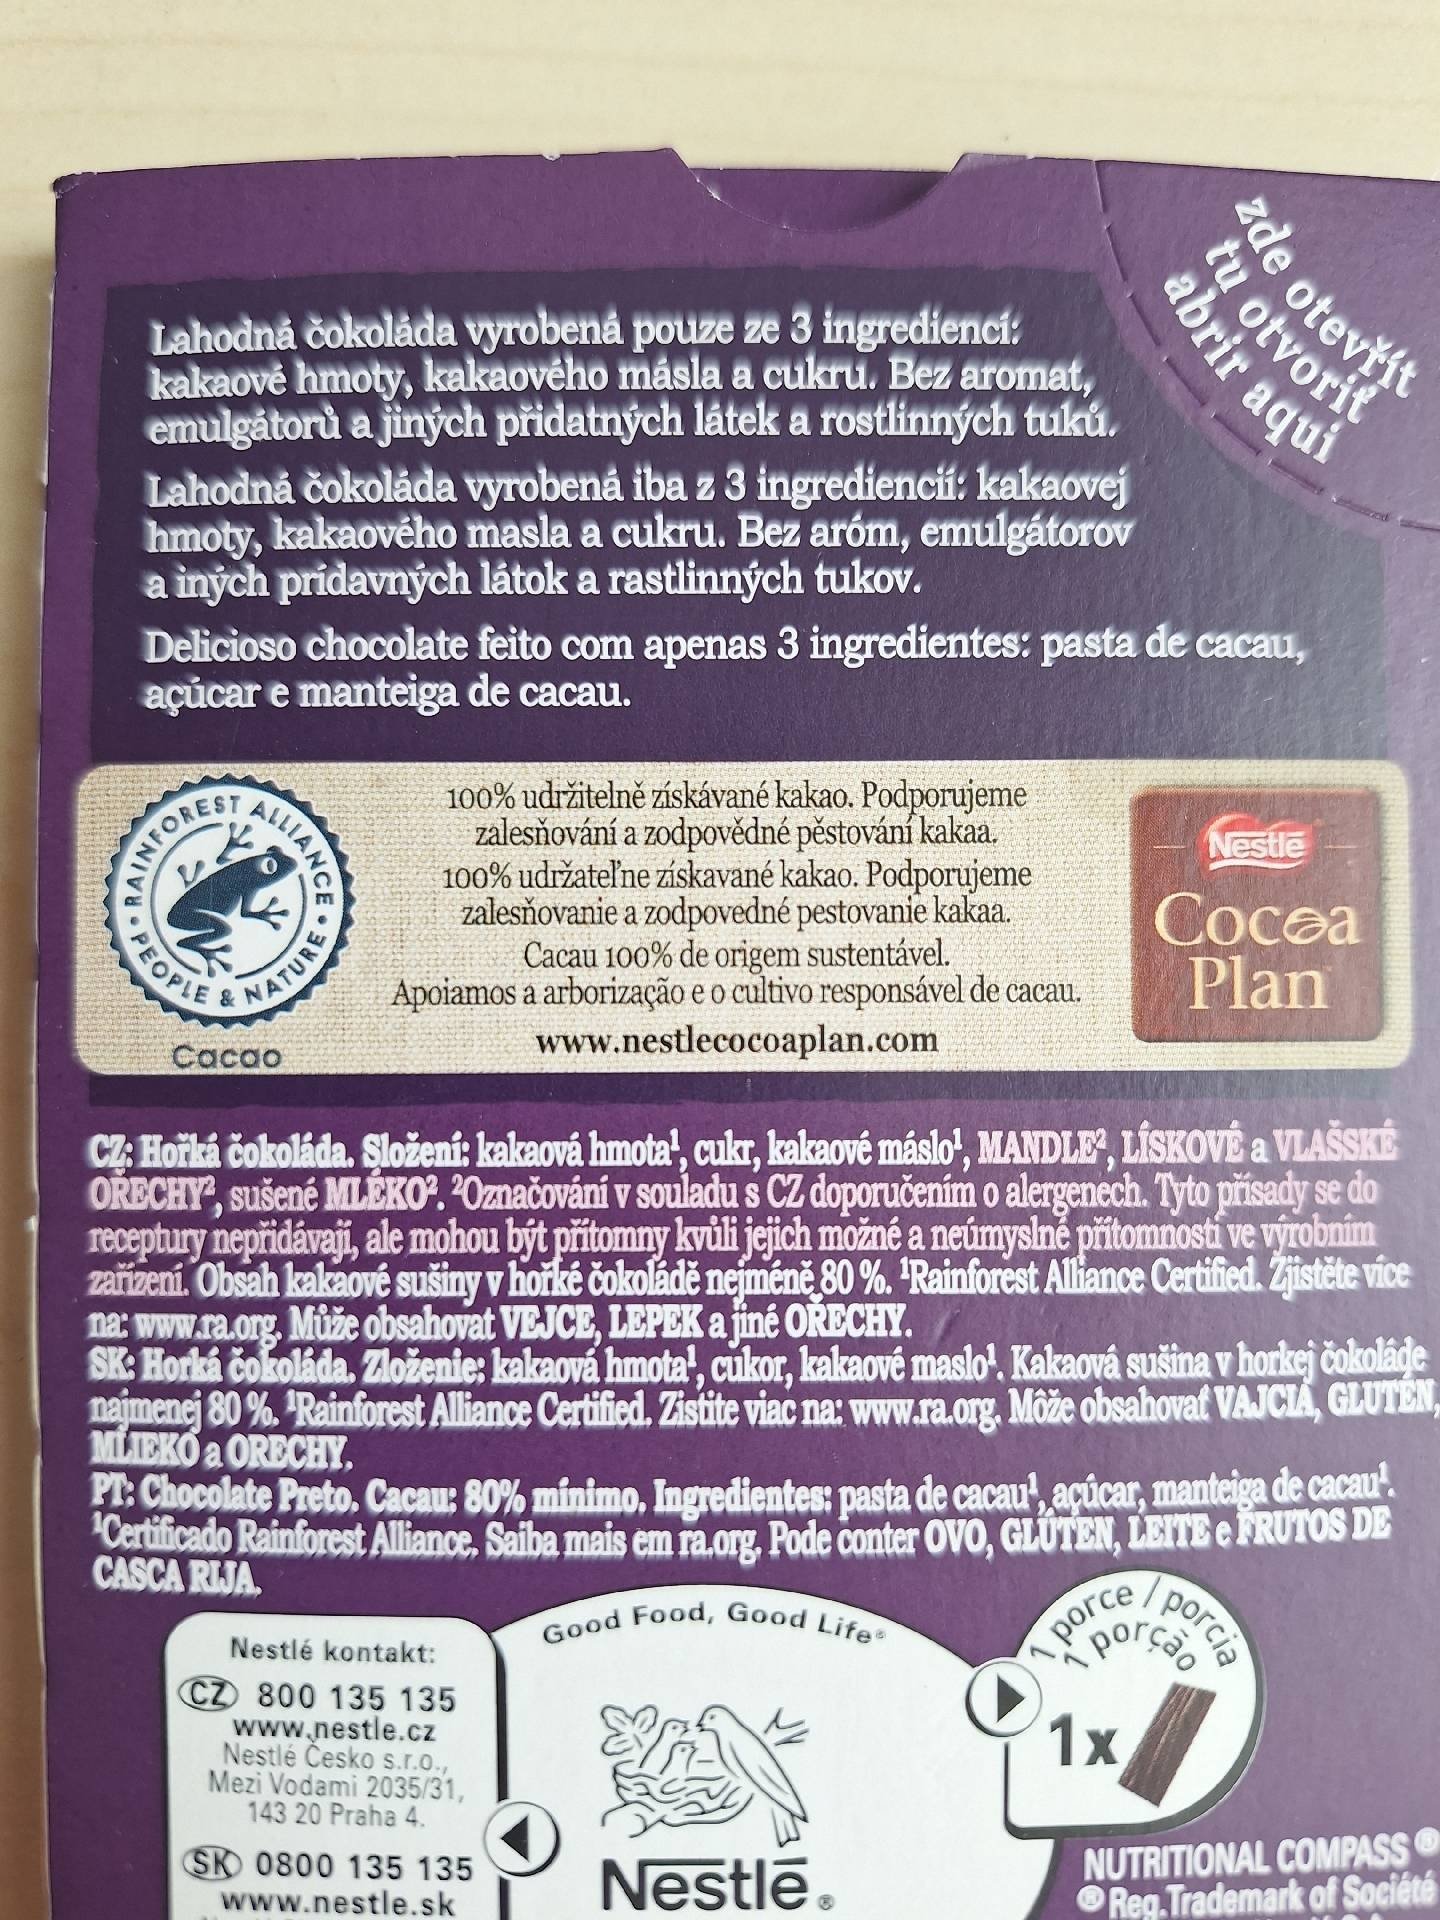 zde otevřít
tu otvoriť
abrir aqui
Lahodná čokoláda vyrobená pouze ze 3 ingrediencí:
kakaové hmoty, kakaového másla a cukru. Bez aromat,
emulgátorů a jiných přidatných látek a rostlinných tuků.
Lahodná čokoláda vyrobená iba z 3 ingrediencií: kakaovej
hmoty, kakaového masla a cukru. Bez aróm, emulgátorov
a iných prídavných látok a rastlinných tukov.
Delicioso chocolate feito com apenas 3 ingredientes: pasta de cacau,
açúcar e manteiga de cacau.
RAINFOREST ALLIANCE
• PEOPLE & NATURE •
Cacao
100% udržitelně získávané kakao. Podporujeme
zalesňování a zodpovědné pěstování kakaa.
100% udržateľne získavané kakao. Podporujeme
zalesňovanie a zodpovedné pestovanie kakaa.
Cacau 100% de origem sustentável.
Apoiamos a arborização e o cultivo responsável de cacau.
www.nestlecocoaplan.com
Nestlé
Cocoa
Plan
CZ: Hořká čokoláda. Složení: kakaová hmota¹, cukr, kakaové máslo¹, MANDLE², LÍSKOVÉ a VLAŠSKÉ
OŘECHY², sušené MLÉKO². ²Označování v souladu s CZ doporučením o alergenech. Tyto přísady se do
receptury nepřidávají, ale mohou být přítomny kvůli jejich možné a neúmyslné přítomnosti ve výrobním
zařízení. Obsah kakaové sušiny v hořké čokoládě nejméně 80 %. ¹Rainforest Alliance Certified. Zjistěte více
na: www.ra.org. Může obsahovat VEJCE, LEPEK a jiné OŘECHY.
SK: Horká čokoláda. Zloženie: kakaová hmota¹, cukor, kakaové maslo¹. Kakaová sušina v horkej čokoláde
najmenej 80 %. ¹Rainforest Alliance Certified. Zistite viac na: www.ra.org. Môže obsahovať VAJCIA, GLUTÉN,
MLIEKO a ORECHY.
PT: Chocolate Preto. Cacau: 80% mínimo. Ingredientes: pasta de cacau¹, açúcar, manteiga de cacau¹.
¹Certificado Rainforest Alliance. Saiba mais em ra.org. Pode conter OVO, GLÚTEN, LEITE e FRUTOS DE
CASCA RIJA.
Nestlé kontakt:
CZ 800 135 135
www.nestle.cz
Nestlé Česko s.r.o.,
Mezi Vodami 2035/31,
143 20 Praha 4.
SK 0800 135 135
www.nestle.sk
Good Food, Good Life®
Nestlé®
1 porce / porcia
1 porção
1x
NUTRITIONAL COMPASS®
® Reg. Trademark of Société